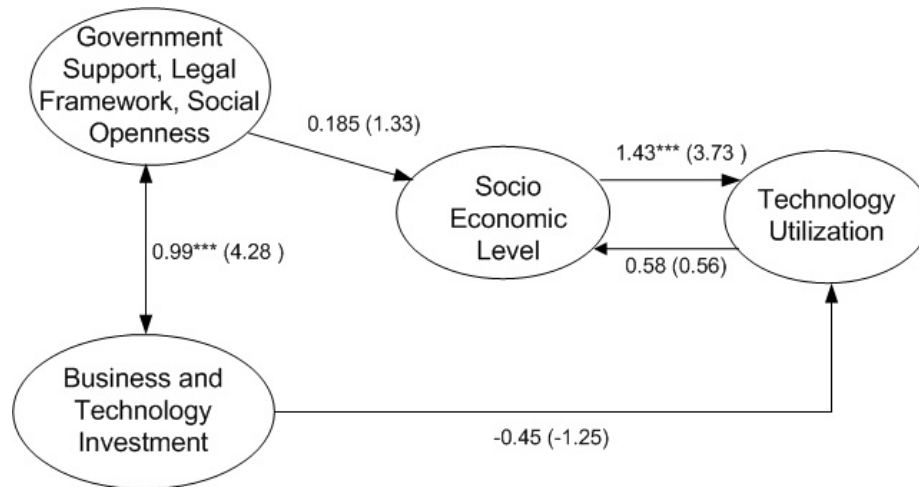 Government
Support, Legal
Framework, Social
Openness
0.185 (1.33)
1.43*** (3.73 )
Socio
Economic
Level
Technology
Utilization
0.99*** (4.28 )
0.58 (0.56)
Business and
Technology
Investment
-0.45 (-1.25)